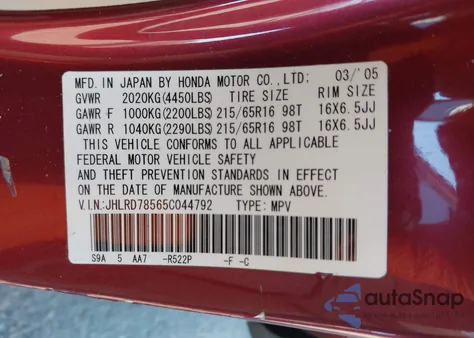 MFD. IN JAPAN BY HONDA MOTOR CO., LTD: 03/'05
GVWR 2020KG(4450LBS) TIRE SIZE RIM SIZE
GAWR F 1000KG(2200LBS) 215/65R16 98T 16X6.5JJ
GAWR R 1040KG(2290LBS) 215/65R16 98T 16X6.5JJ
THIS VEHICLE CONFORMS TO ALL APPLICABLE
FEDERAL MOTOR VEHICLE SAFETY
AND THEFT PREVENTION STANDARDS IN EFFECT
ON THE DATE OF MANUFACTURE SHOWN ABOVE.
V.I.N:JHLRD78565C044792 TYPE: MPV
S9A 5 AA7 -R522P -F -C
autoSnap